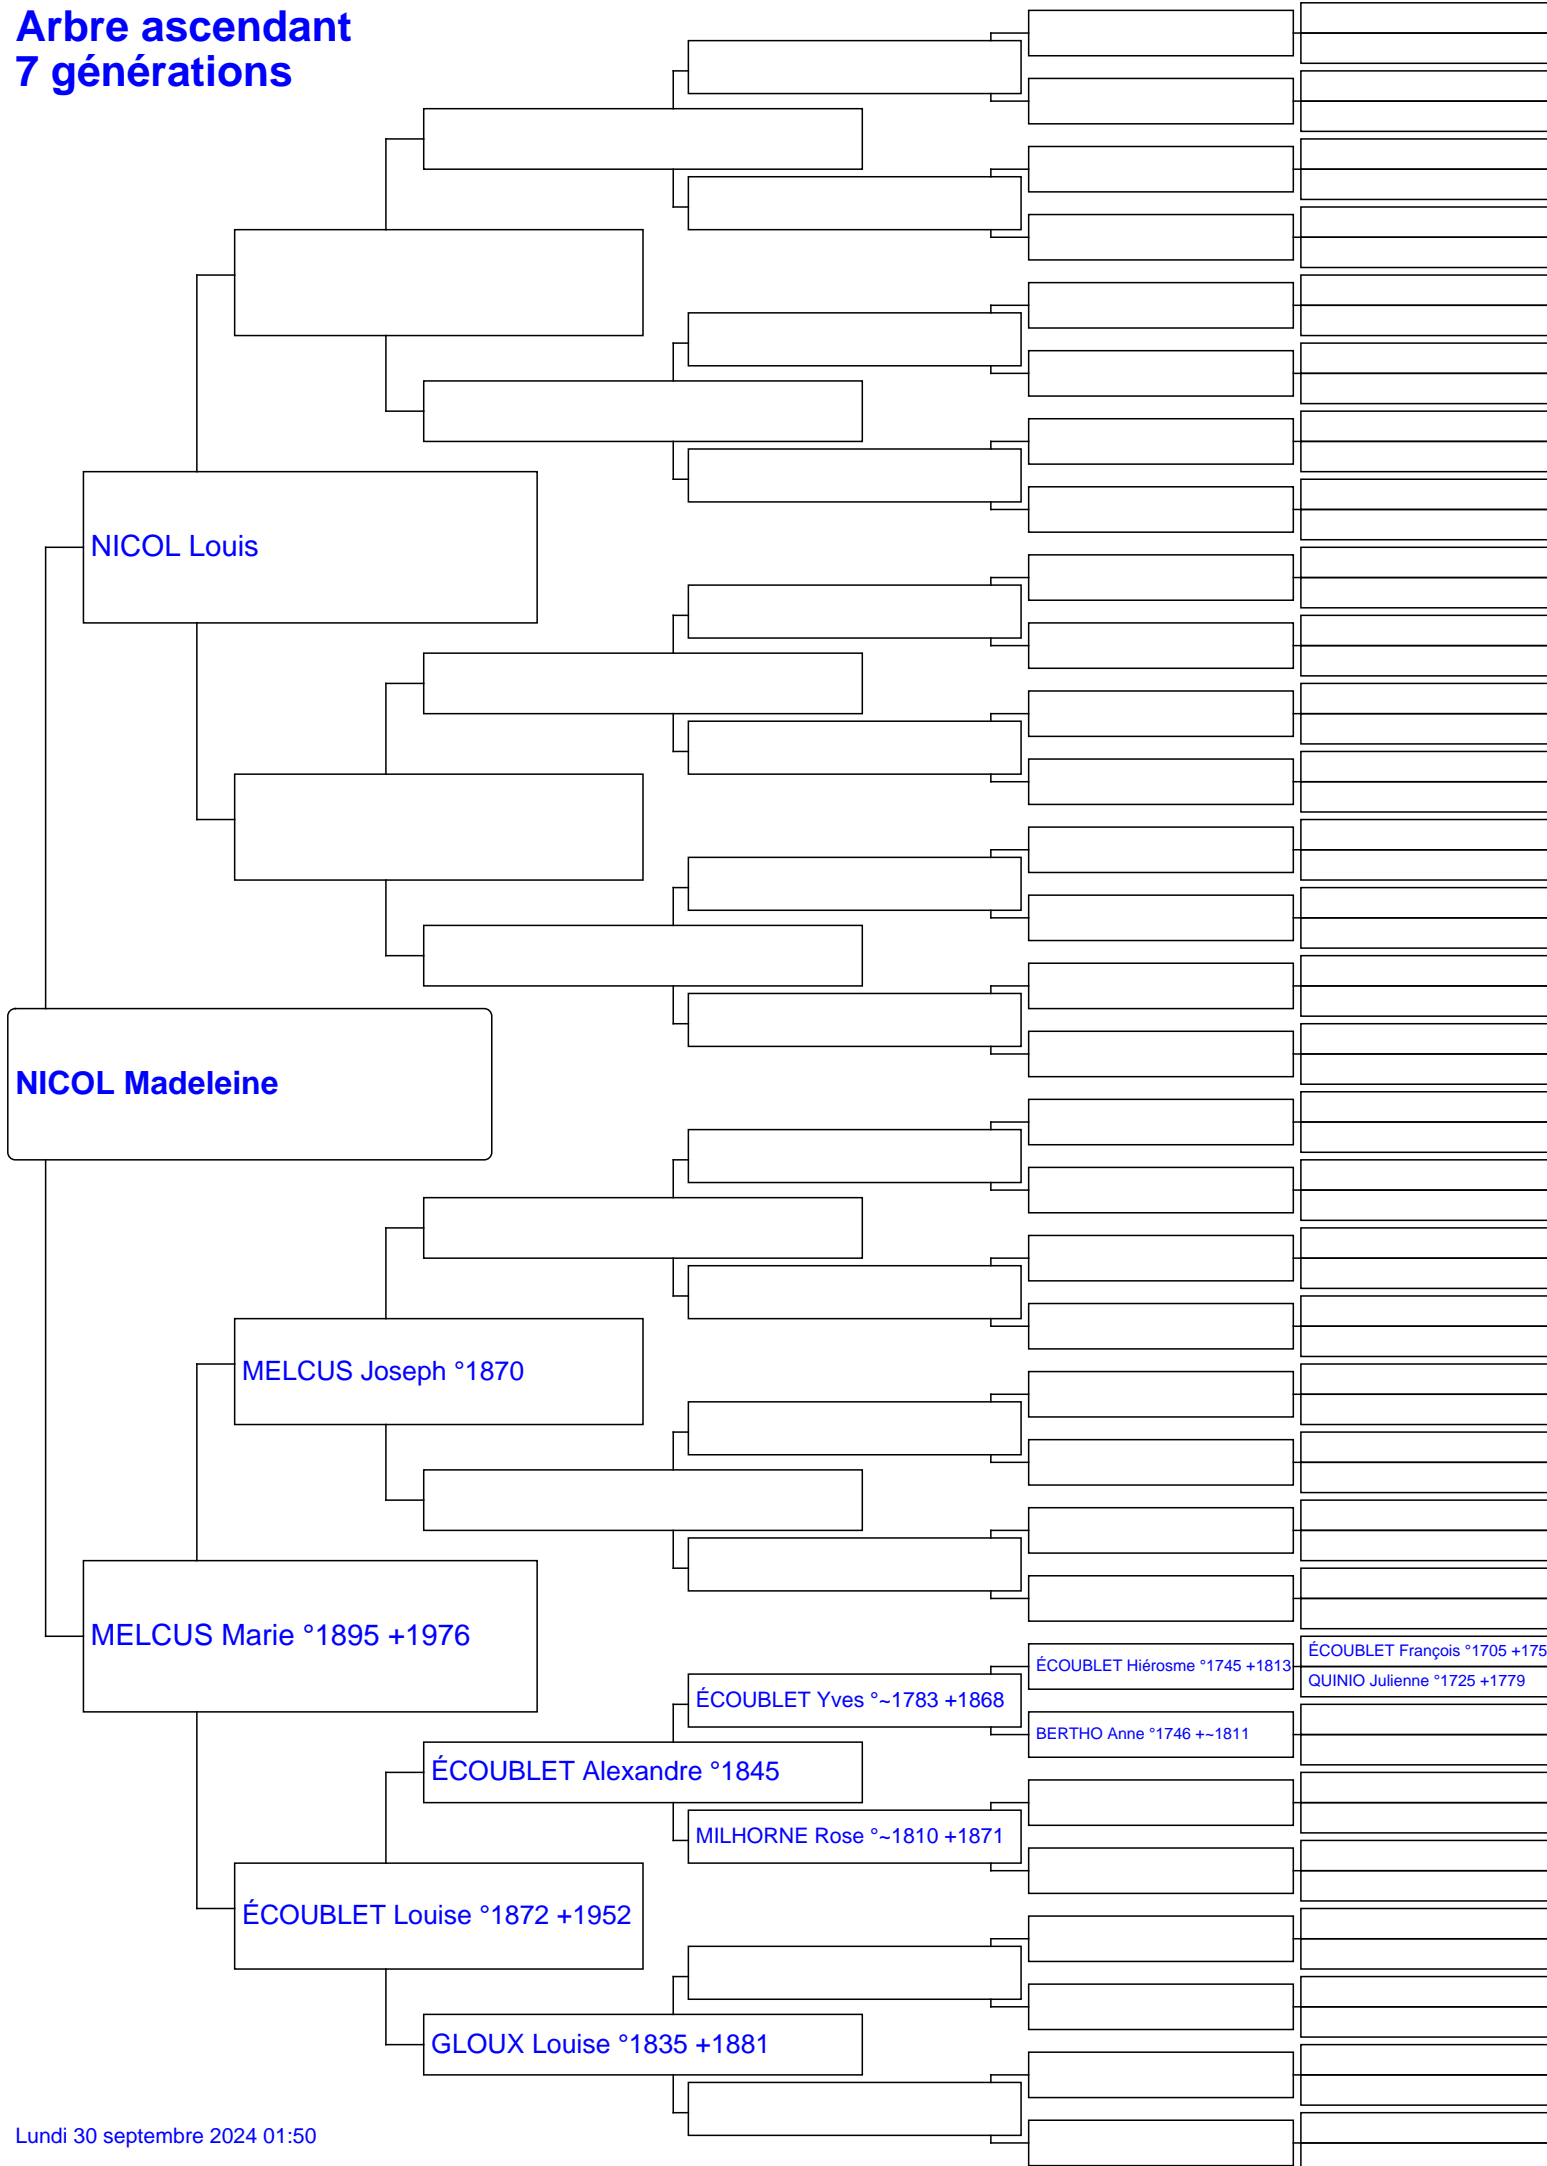 Arbre ascendant
7 générations
NICOL Louis
NICOL Madeleine
MELCUS Joseph °1870
MELCUS Marie °1895 +1976
ÉCOUBLET François °1705 +175
ÉCOUBLET Hiérosme °1745 +1813
QUINIO Julienne °1725 +1779
ÉCOUBLET Yves °~1783 +1868
BERTHO Anne °1746 +~1811
ÉCOUBLET Alexandre °1845
MILHORNE Rose °~1810 +1871
ÉCOUBLET Louise °1872 +1952
GLOUX Louise °1835 +1881
Lundi 30 septembre 2024 01:50